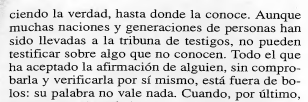 ciendo la verdad, hasta donde la conoce. Aunque
muchas naciones y generaciones de personas han
sido llevadas a la tribuna de testigos, no pueden
testificar sobre algo que no conocen. Todo el que
ha aceptado la afirmación de alguien, sin compro-
barla y verificarla por sí mismo, está fuera de bo-
los: su palabra no vale nada. Cuando, por último,